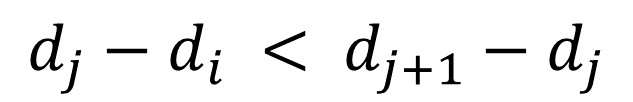 d_j − d_i < d_{j+1} − d_j